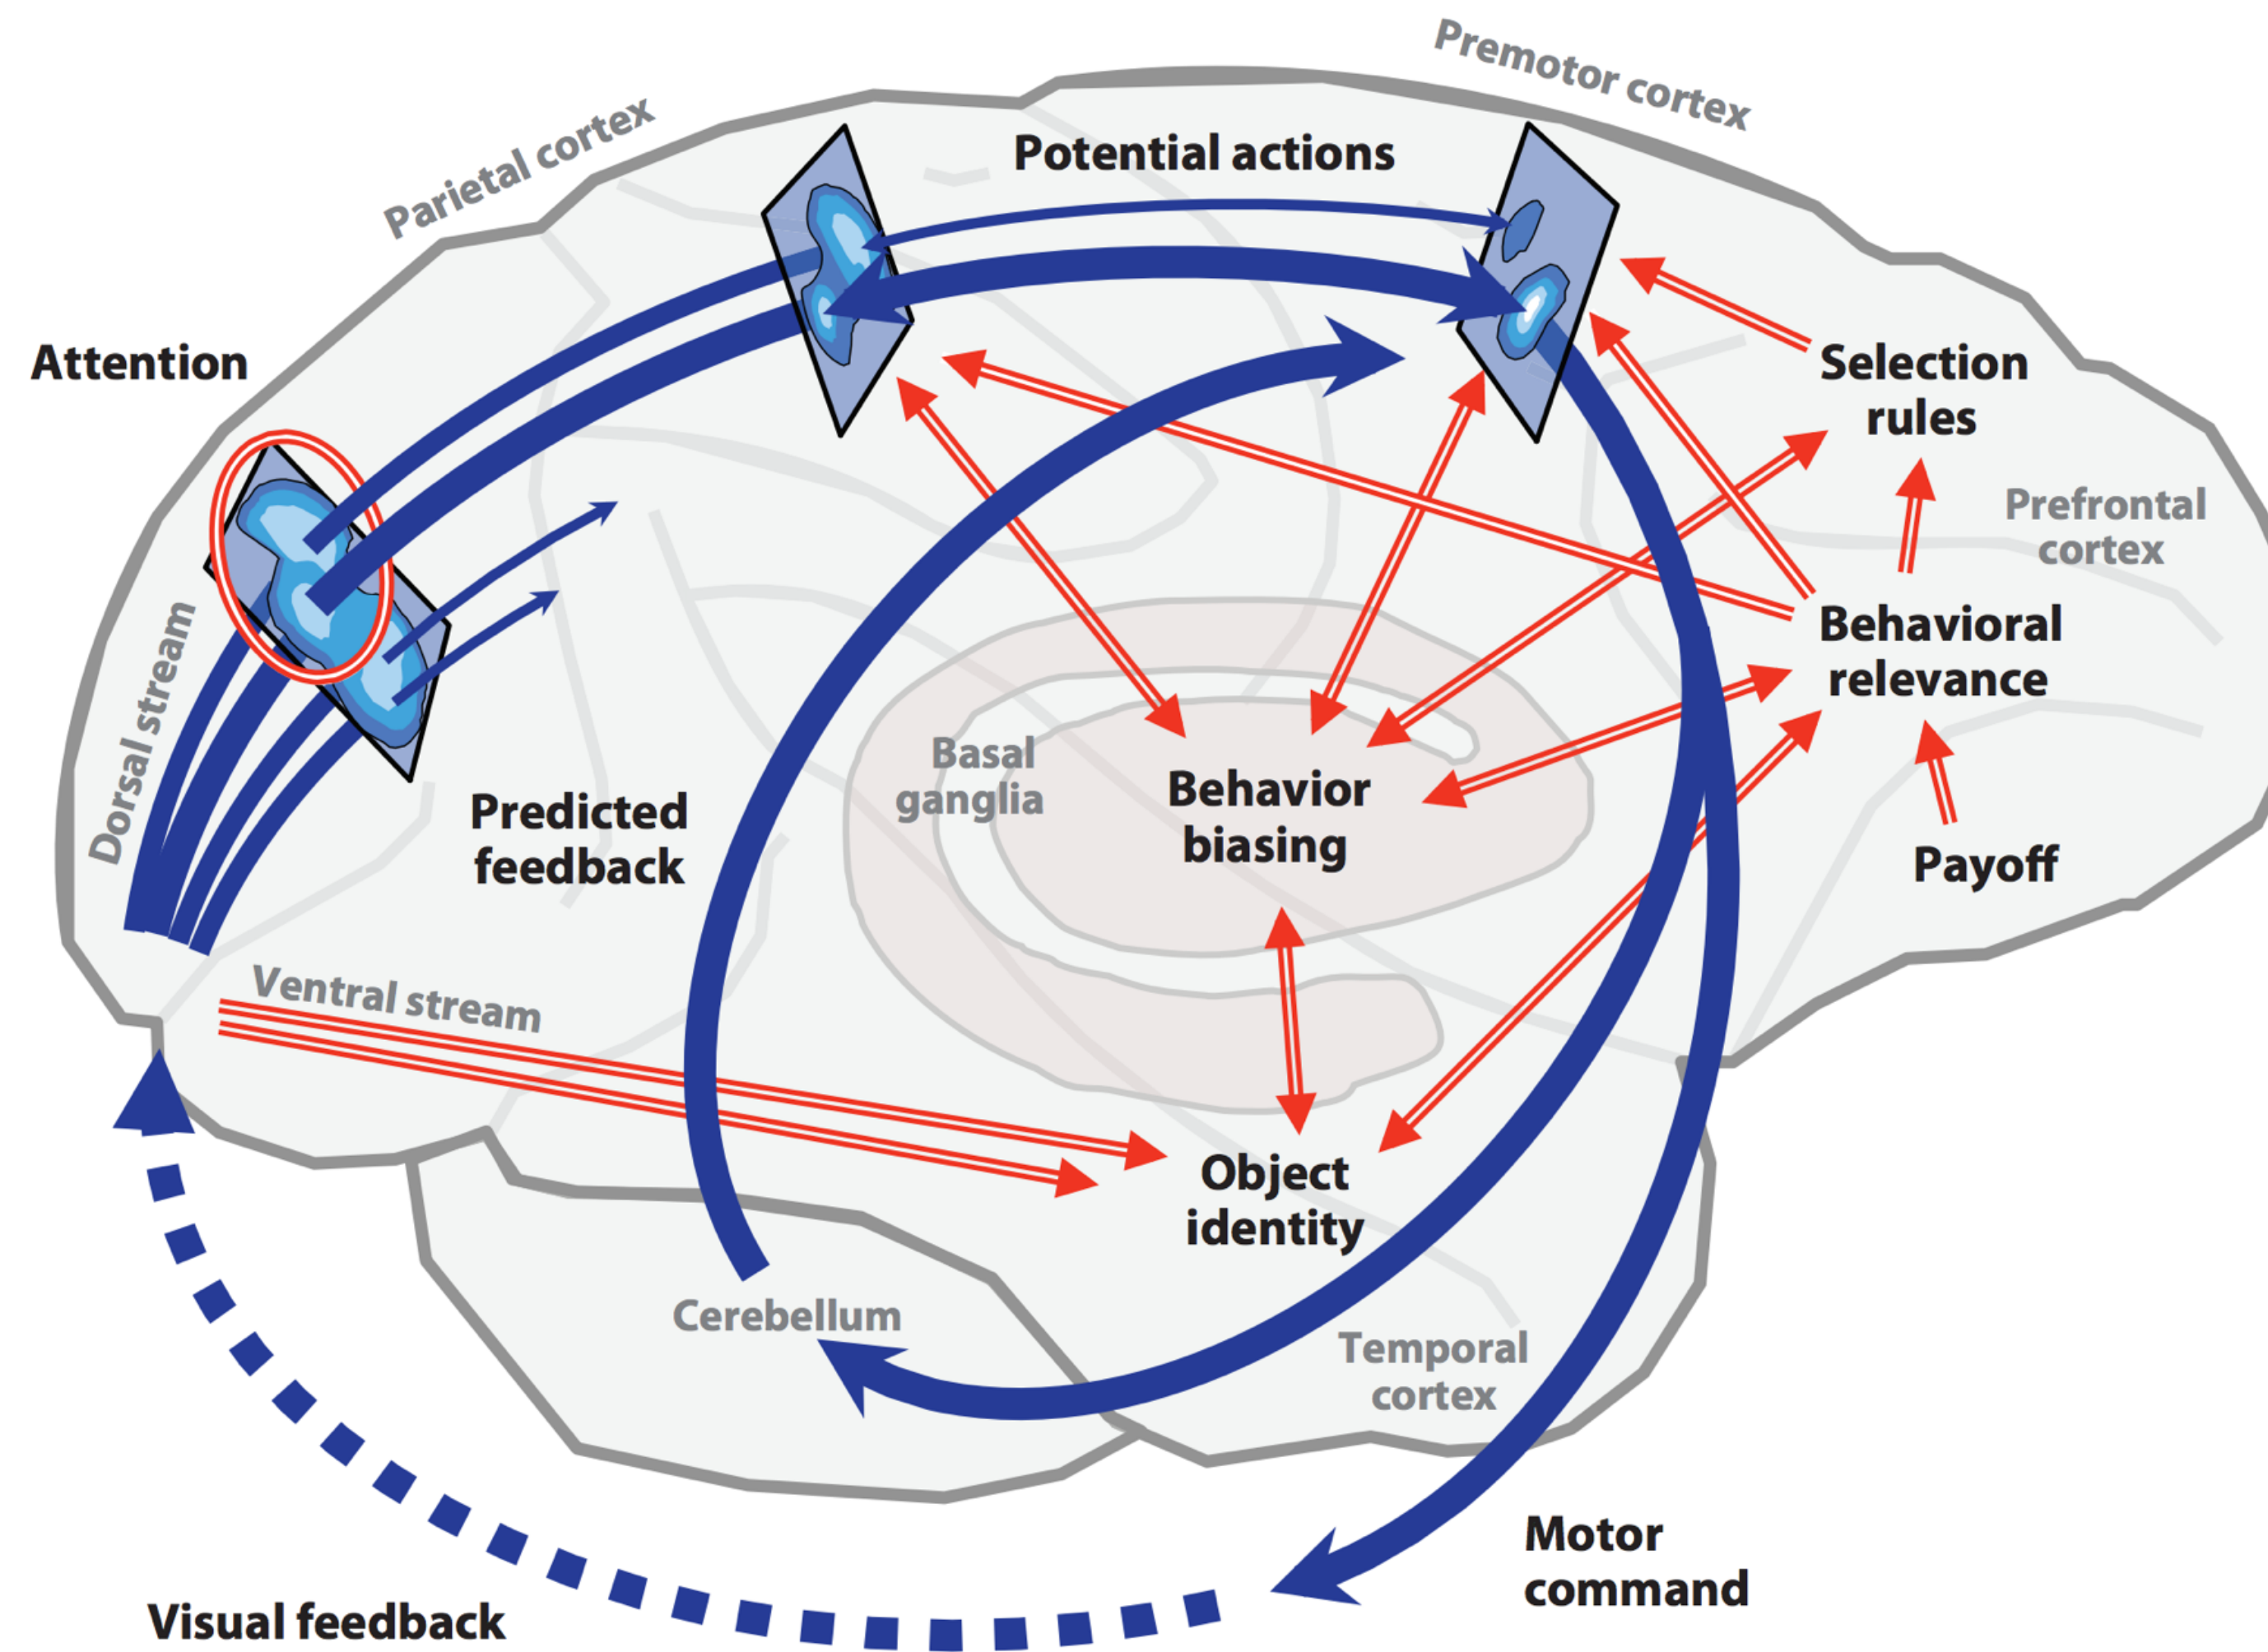 Premotor cortex
Parietal cortex
Potential actions
Attention
Selection
rules
Prefrontal
cortex
Behavioral
relevance
Dorsal stream
Basal
ganglia
Behavior
biasing
Predicted
feedback
Payoff
Ventral stream
Object
identity
Cerebellum
Temporal
cortex
Motor
command
Visual feedback